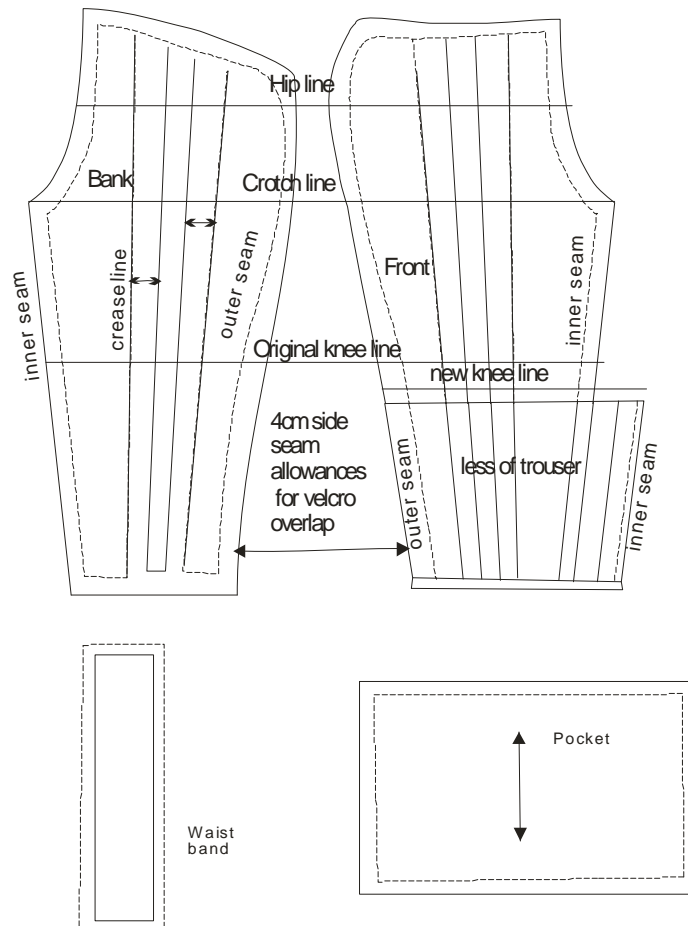 Hip line
Bank
Crotch line
inner seam
crease line
outer seam
Front
inner seam
Original knee line
new knee line
4cm side
seam
allowances
for velcro
overlap
less of trouser
outer seam
inner seam
Pocket
Waist
band